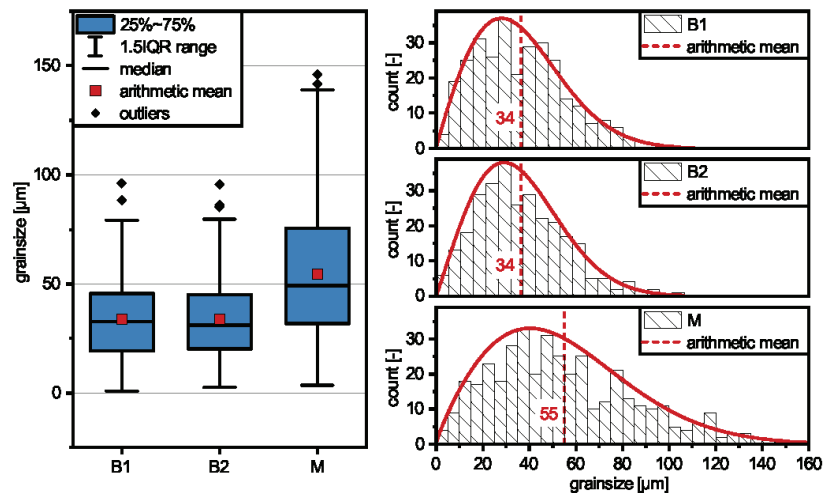 25%~75%
1.5IQR range
median
arithmetic mean
outliers
150
100
50
0
grainsize [µm]
B1
B2
M
B1
arithmetic mean
30
20
10
0
count [-]
34
B2
arithmetic mean
30
20
10
0
count [-]
34
M
arithmetic mean
40
30
20
10
0
count [-]
55
0
20
40
60
80
100
120
140
160
grainsize [µm]